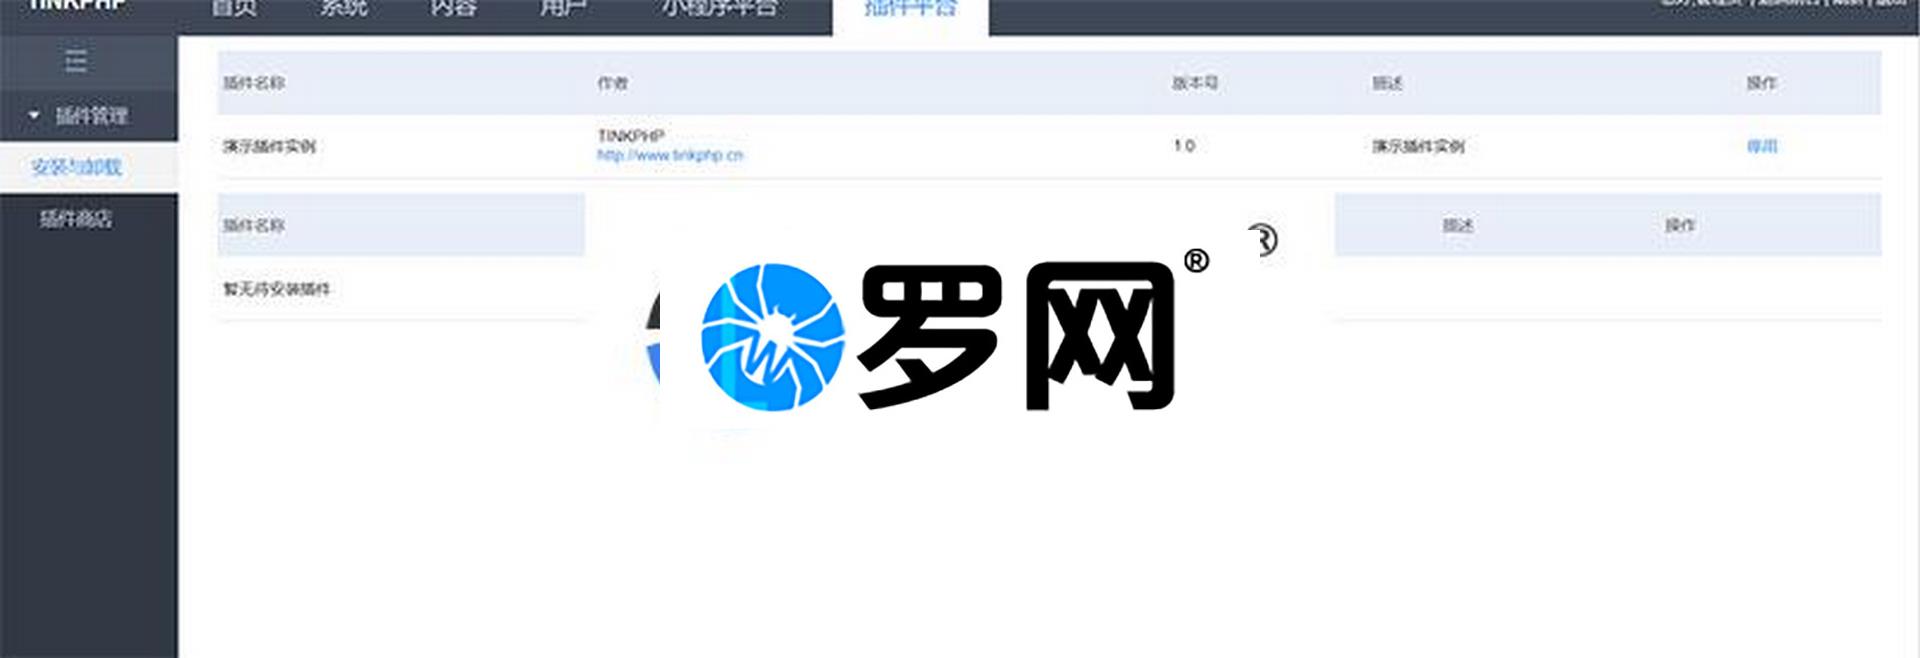 TINKPHP 首页 系统 内容 用户 小程序平台 插件平台
插件管理
安装与卸载
插件商店
插件名称 作者 版本号 描述 操作
演示插件实例 TINKPHP 1.0 演示插件实例 停用
http://www.tinkphp.cn
插件名称 描述 操作
暂无待安装插件
®
罗网®